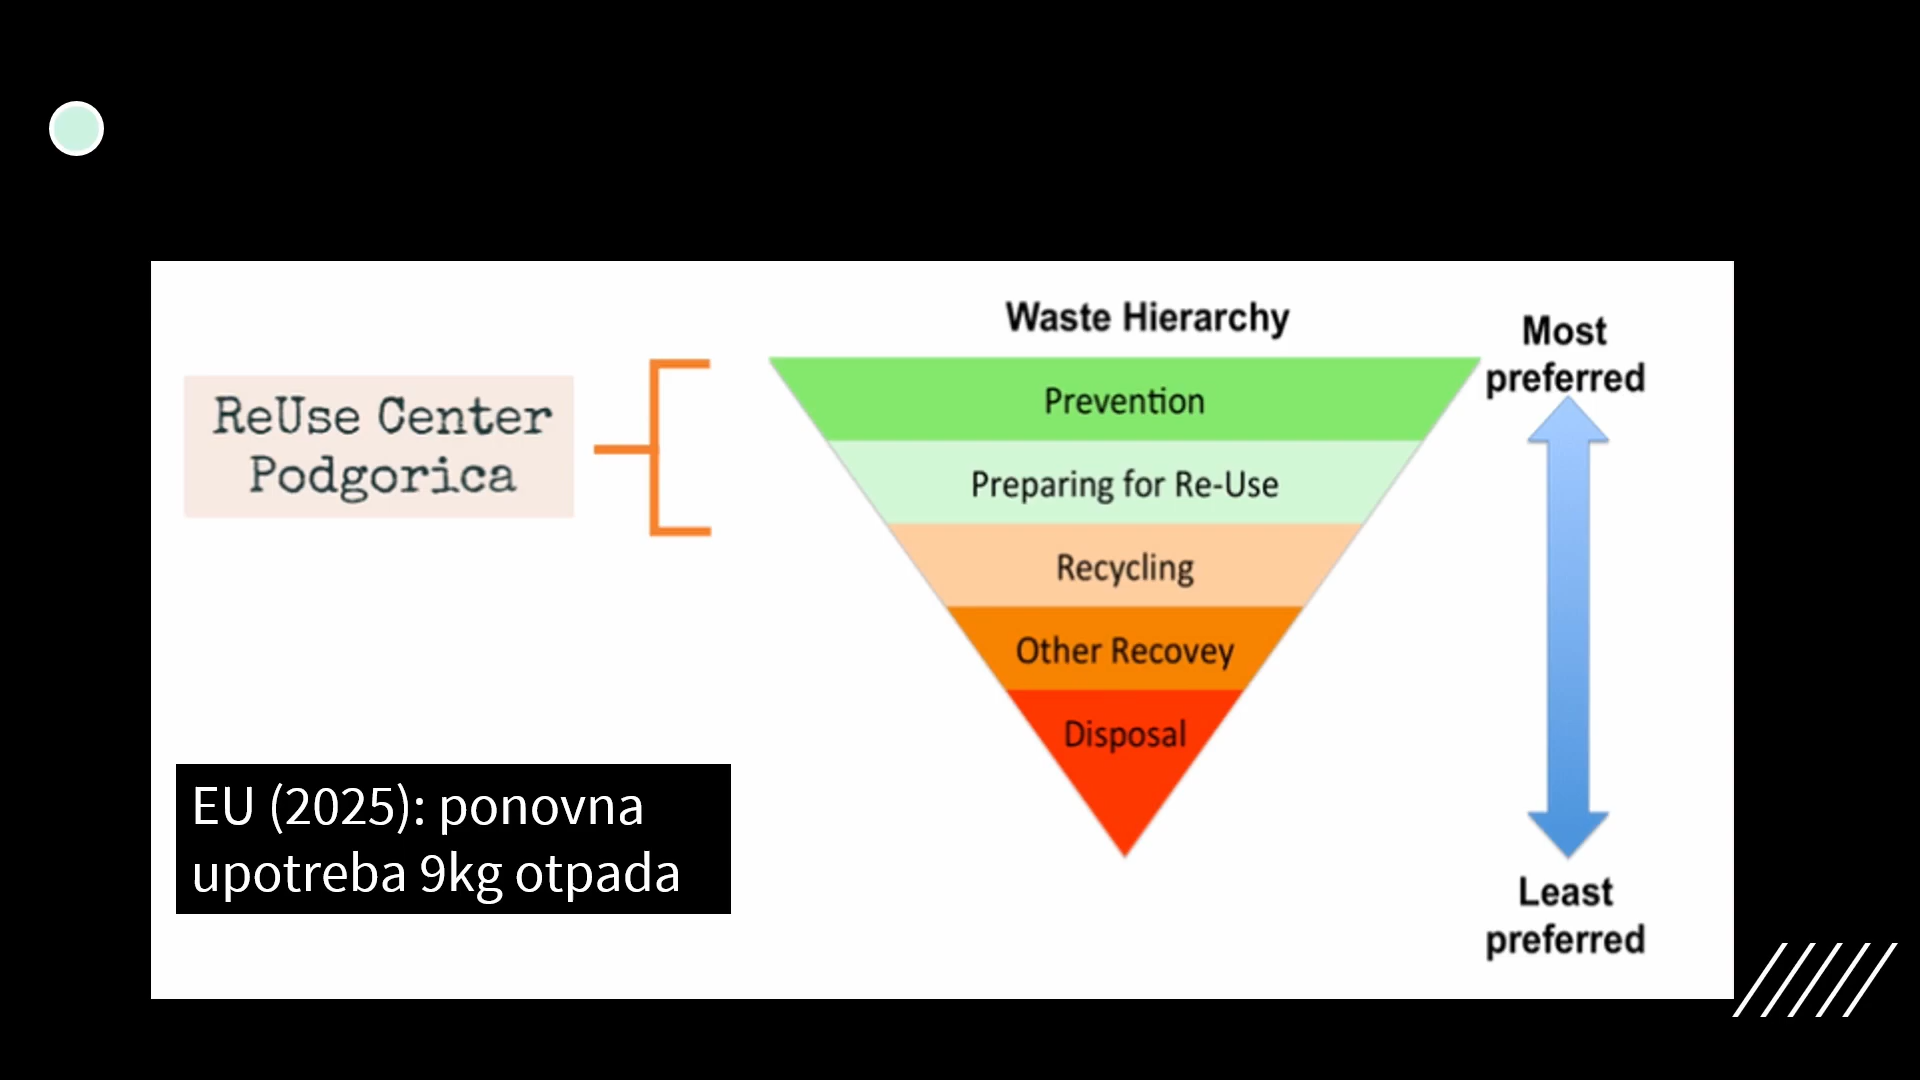 ReUse Center
Podgorica
Waste Hierarchy
Prevention
Preparing for Re-Use
Recycling
Other Recovey
Disposal
Most
preferred
Least
preferred
EU (2025): ponovna
upotreba 9kg otpada